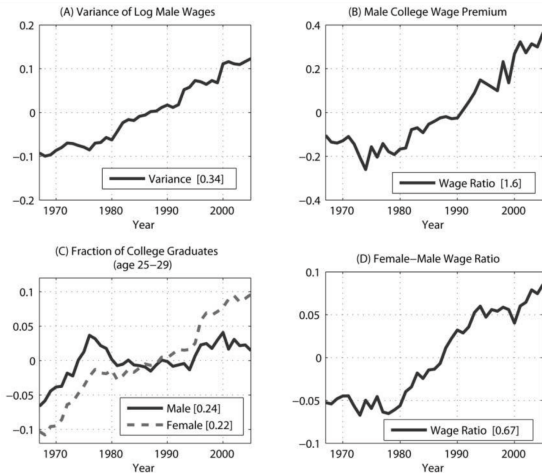 (A) Variance of Log Male Wages
0.2
0.1
0
−0.1
−0.2
Variance [0.34]
1970 1980 1990 2000
Year
(B) Male College Wage Premium
0.4
0.2
0
−0.2
−0.4
Wage Ratio [1.6]
1970 1980 1990 2000
Year
(C) Fraction of College Graduates
(age 25−29)
0.1
0.05
0
−0.05
−0.1
Male [0.24]
Female [0.22]
1970 1980 1990 2000
Year
(D) Female−Male Wage Ratio
0.1
0.05
0
−0.05
−0.1
Wage Ratio [0.67]
1970 1980 1990 2000
Year